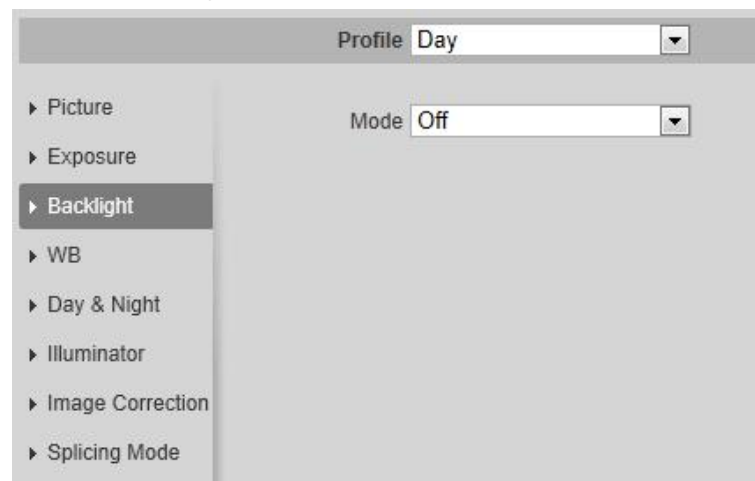 Profile Day
Picture
Mode Off
Exposure
Backlight
WB
Day & Night
Illuminator
Image Correction
Splicing Mode